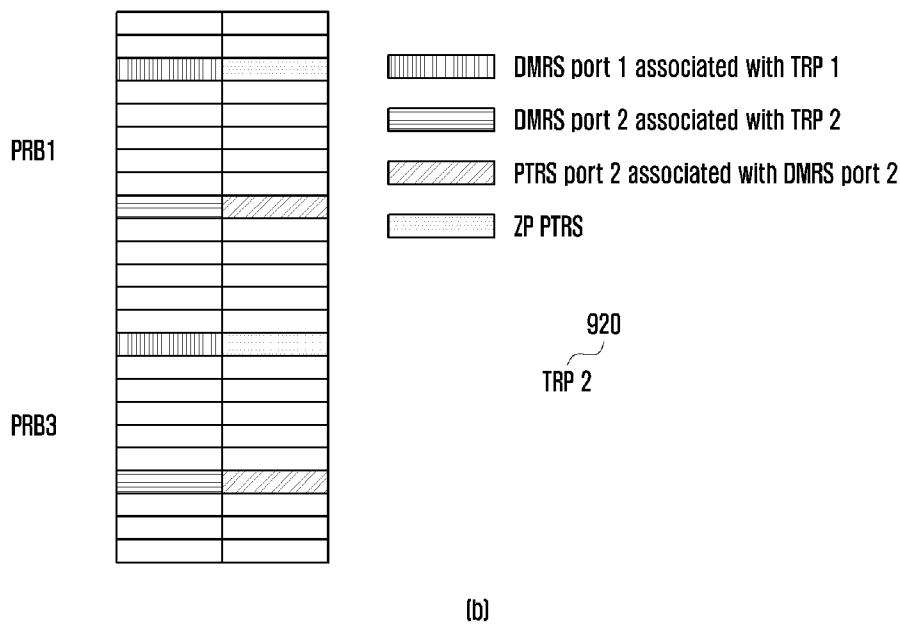 DMRS port 1 associated with TRP 1
DMRS port 2 associated with TRP 2
PRB1
PTRS port 2 associated with DMRS port 2
ZP PTRS
920
TRP 2
PRB3
(b)